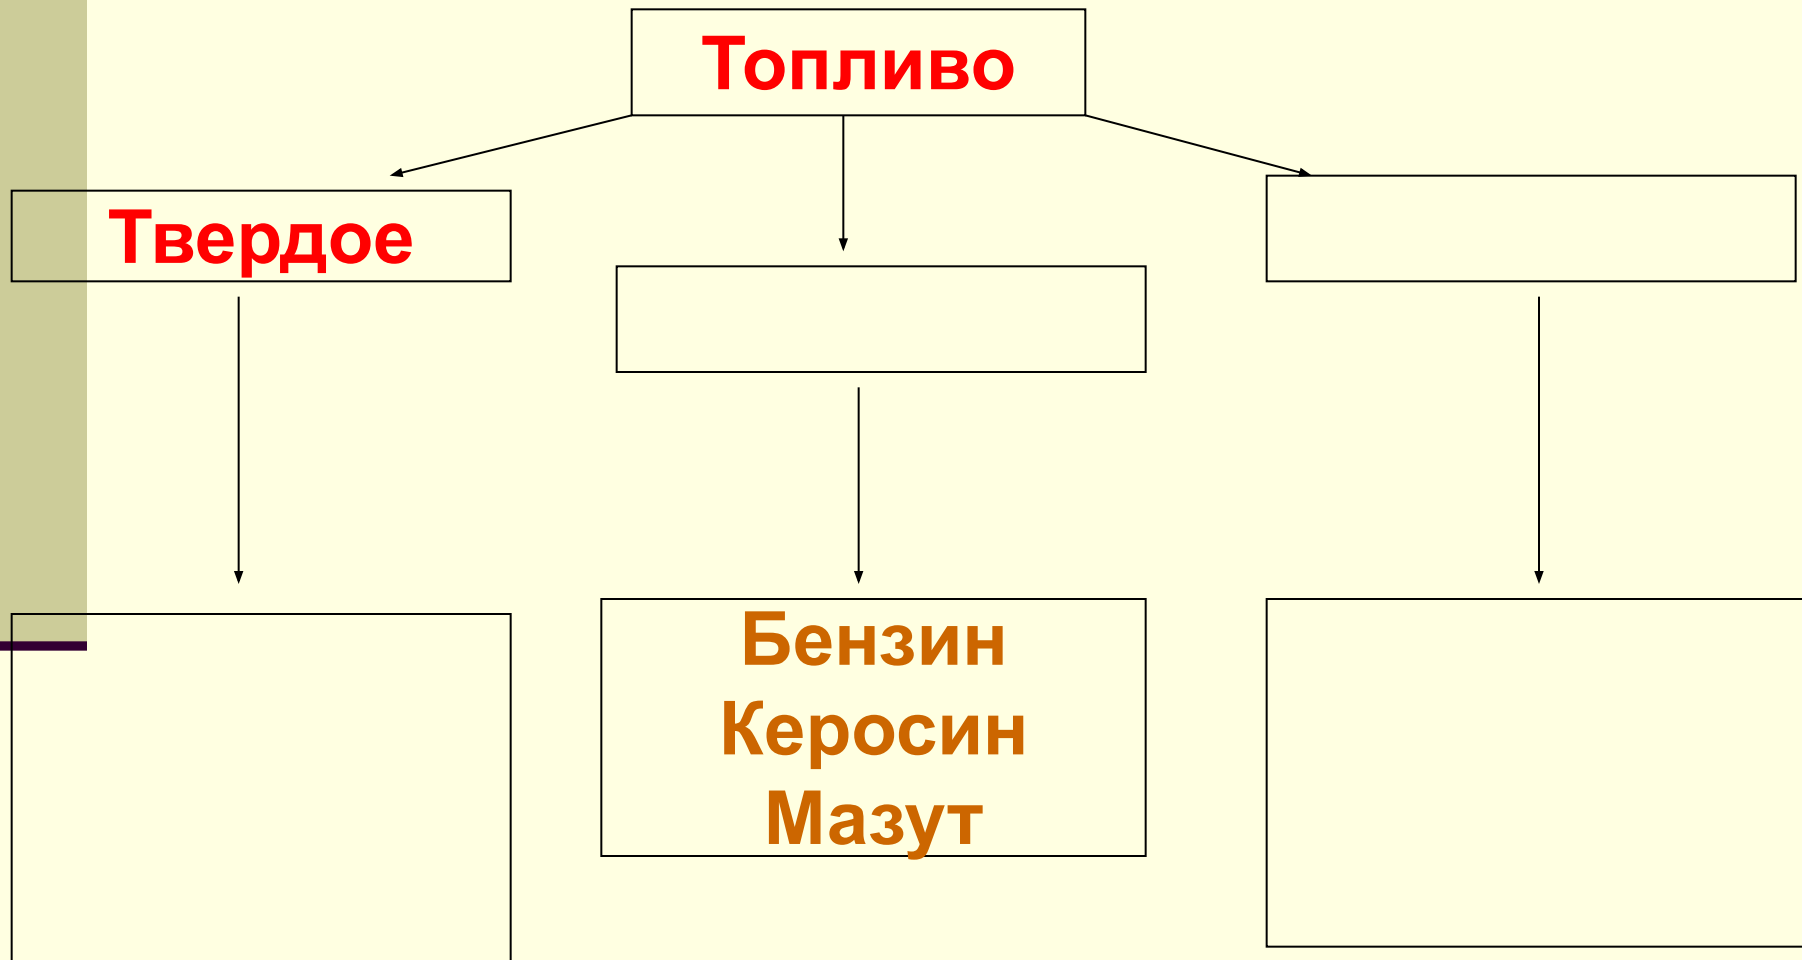 Топливо
Твердое
Бензин
Керосин
Мазут